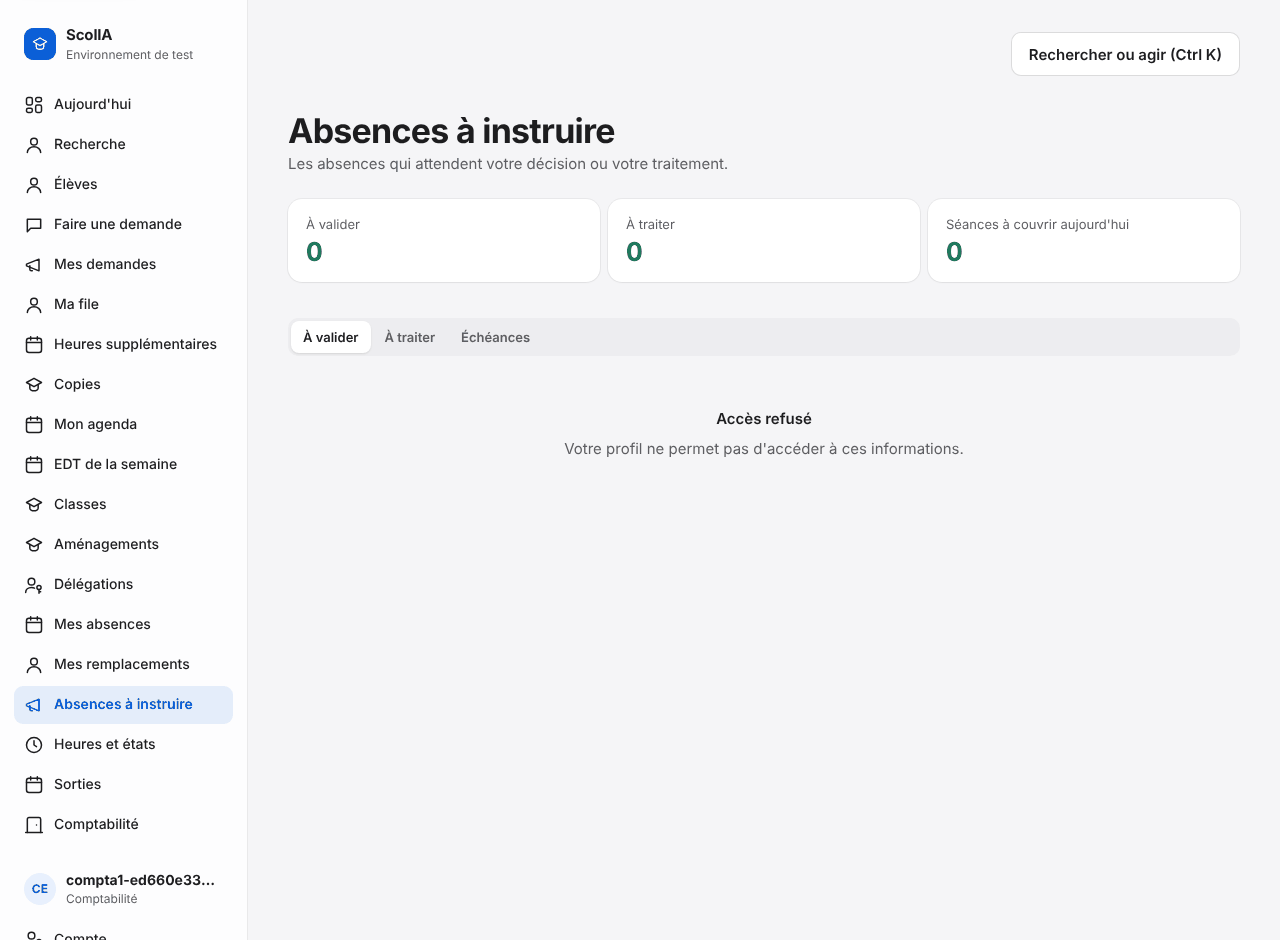 ScolIA
Environnement de test
Aujourd'hui
Recherche
Élèves
Faire une demande
Mes demandes
Ma file
Heures supplémentaires
Copies
Mon agenda
EDT de la semaine
Classes
Aménagements
Délégations
Mes absences
Mes remplacements
Absences à instruire
Heures et états
Sorties
Comptabilité
CE
compta1-ed660e33...
Comptabilité
Compte
Rechercher ou agir (Ctrl K)
Absences à instruire
Les absences qui attendent votre décision ou votre traitement.
À valider
0
À traiter
0
Séances à couvrir aujourd'hui
0
À valider
À traiter
Échéances
Accès refusé
Votre profil ne permet pas d'accéder à ces informations.